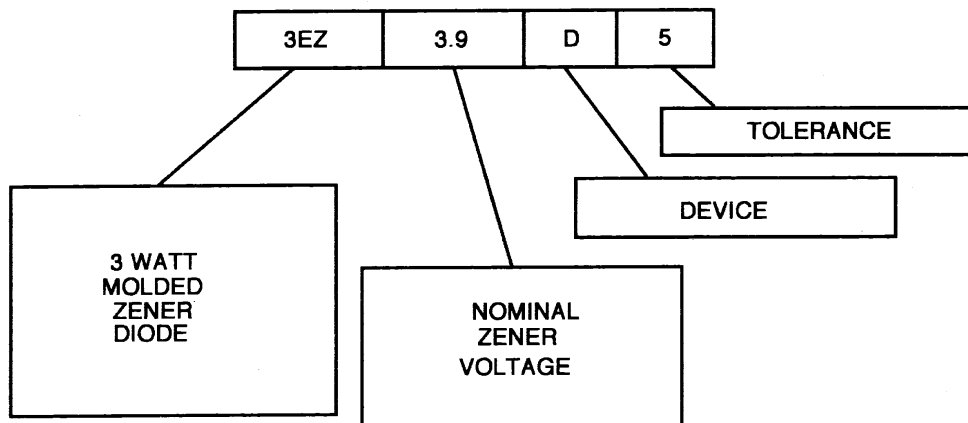 3EZ 3.9 D 5
TOLERANCE
DEVICE
3 WATT
MOLDED
ZENER
DIODE
NOMINAL
ZENER
VOLTAGE